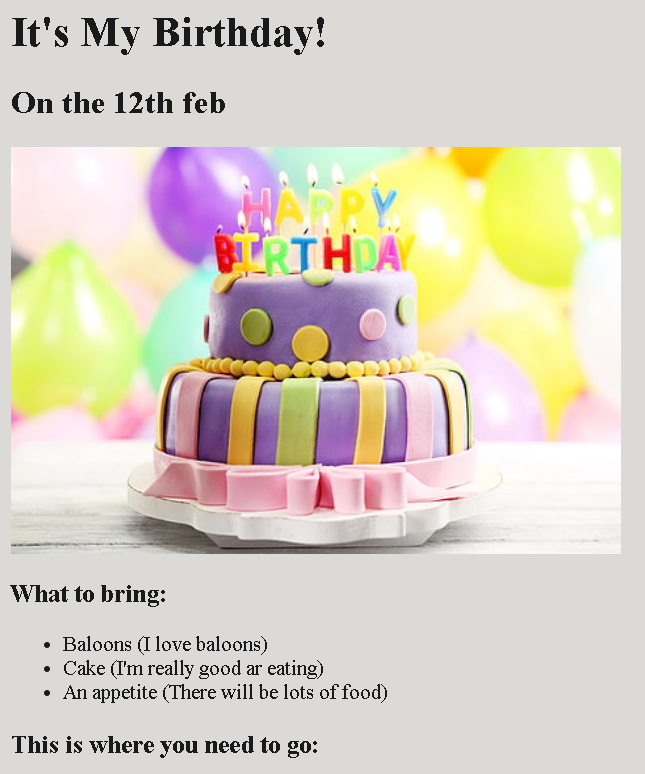 It's My Birthday!
On the 12th feb
HAPPY
BIRTHDAY
What to bring:
Baloons (I love baloons)
Cake (I'm really good ar eating)
An appetite (There will be lots of food)
This is where you need to go: